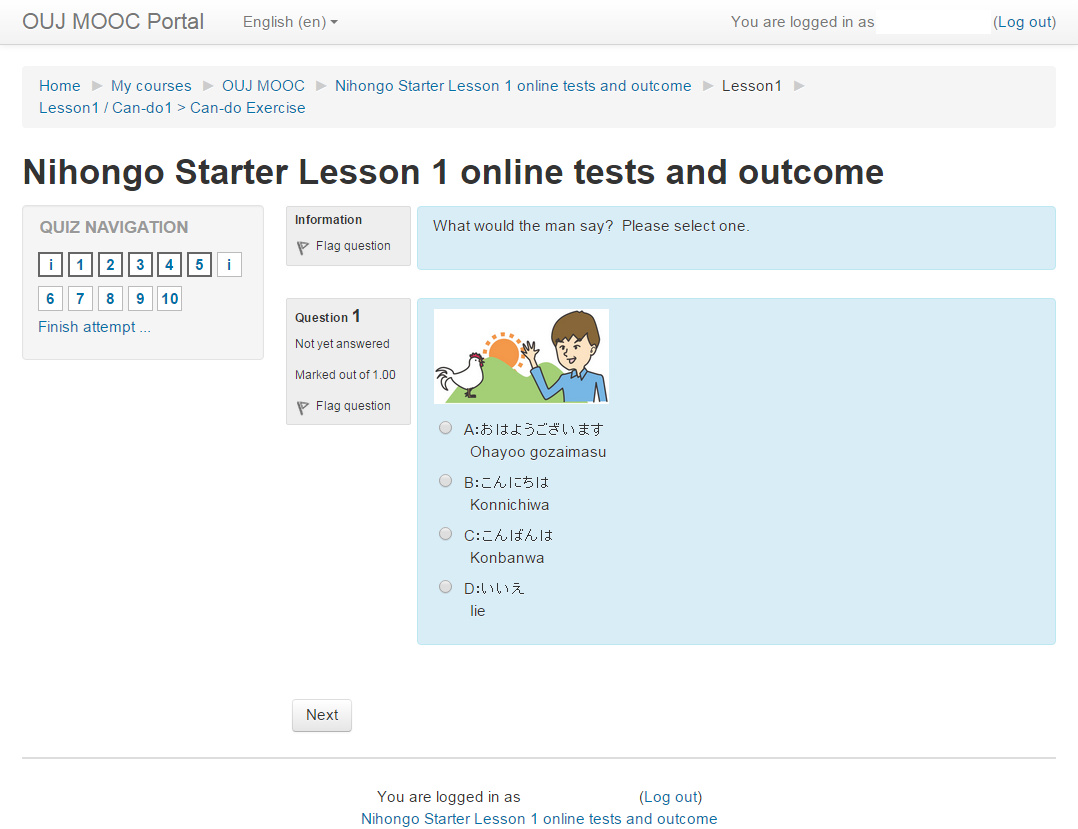 OUJ MOOC Portal English (en) You are logged in as (Log out)
Home ► My courses ► OUJ MOOC ► Nihongo Starter Lesson 1 online tests and outcome ► Lesson1 ►
Lesson1 / Can-do1 > Can-do Exercise
Nihongo Starter Lesson 1 online tests and outcome
QUIZ NAVIGATION
i 1 2 3 4 5 i
6 7 8 9 10
Finish attempt ...
Information
Flag question
What would the man say? Please select one.
Question 1
Not yet answered
Marked out of 1.00
Flag question
A:おはようございます
Ohayoo gozaimasu
B:こんにちは
Konnichiwa
C:こんばんは
Konbanwa
D:いいえ
Iie
Next
You are logged in as (Log out)
Nihongo Starter Lesson 1 online tests and outcome